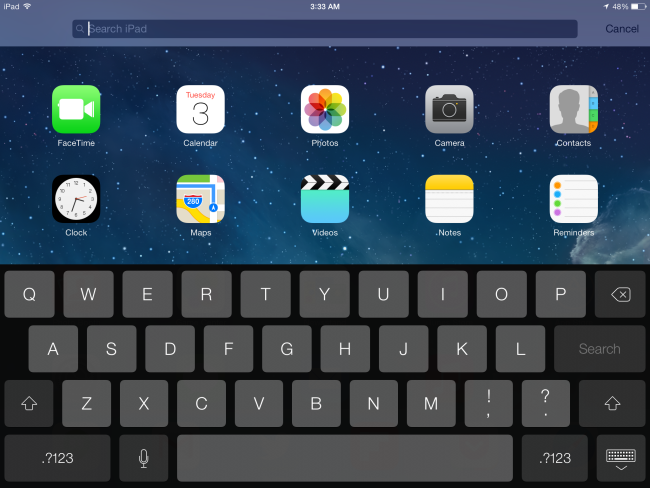 iPad 3:33 AM 48%
Search iPad Cancel
Tuesday
3
FaceTime Calendar Photos Camera Contacts
280
Clock Maps Videos Notes Reminders
Q W E R T Y U I O P
A S D F G H J K L Search
Z X C V B N M ! , ? .
.?123 .?123